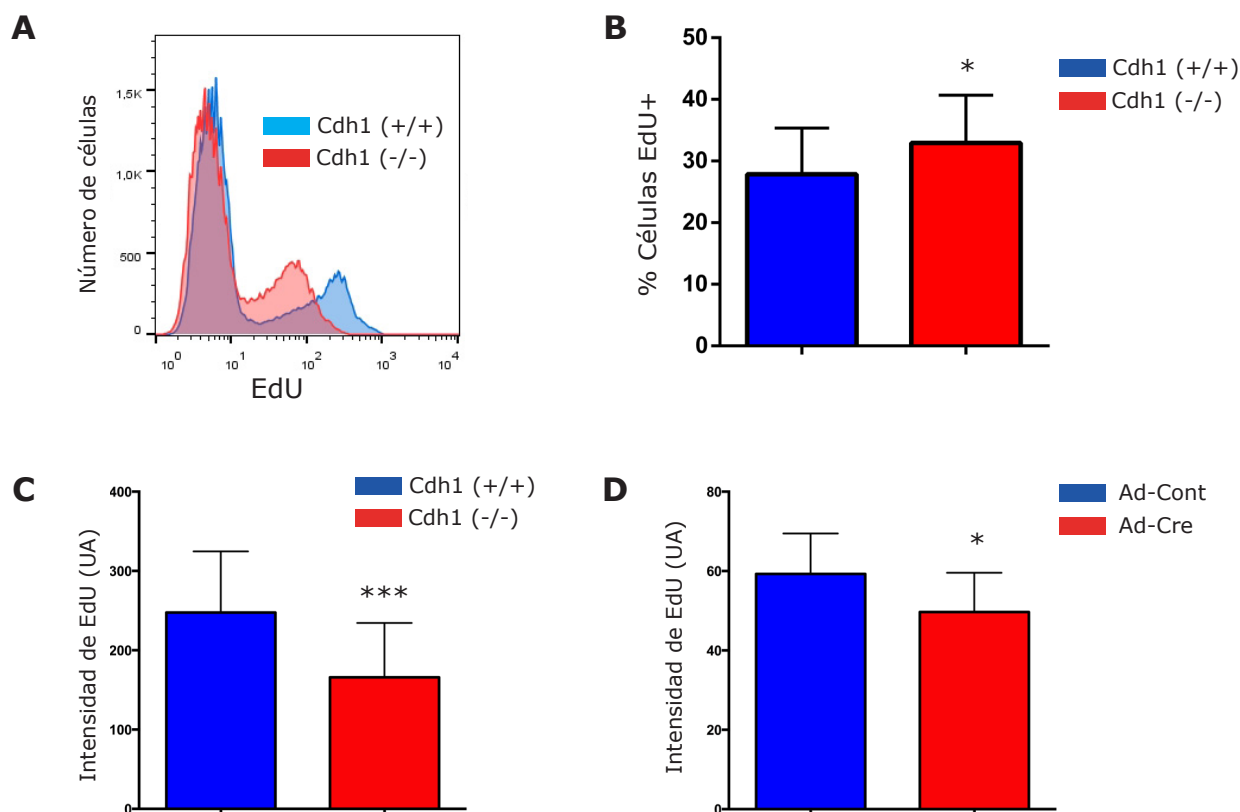 A
Número de células
1,5K
1,0K
500
0
10^0
10^1
10^2
10^3
10^4
EdU
Cdh1 (+/+)
Cdh1 (-/-)
B
% Células EdU+
50
40
30
20
10
0
*
Cdh1 (+/+)
Cdh1 (-/-)
C
Intensidad de EdU (UA)
400
300
200
100
0
***
Cdh1 (+/+)
Cdh1 (-/-)
D
Intensidad de EdU (UA)
80
60
40
20
0
*
Ad-Cont
Ad-Cre